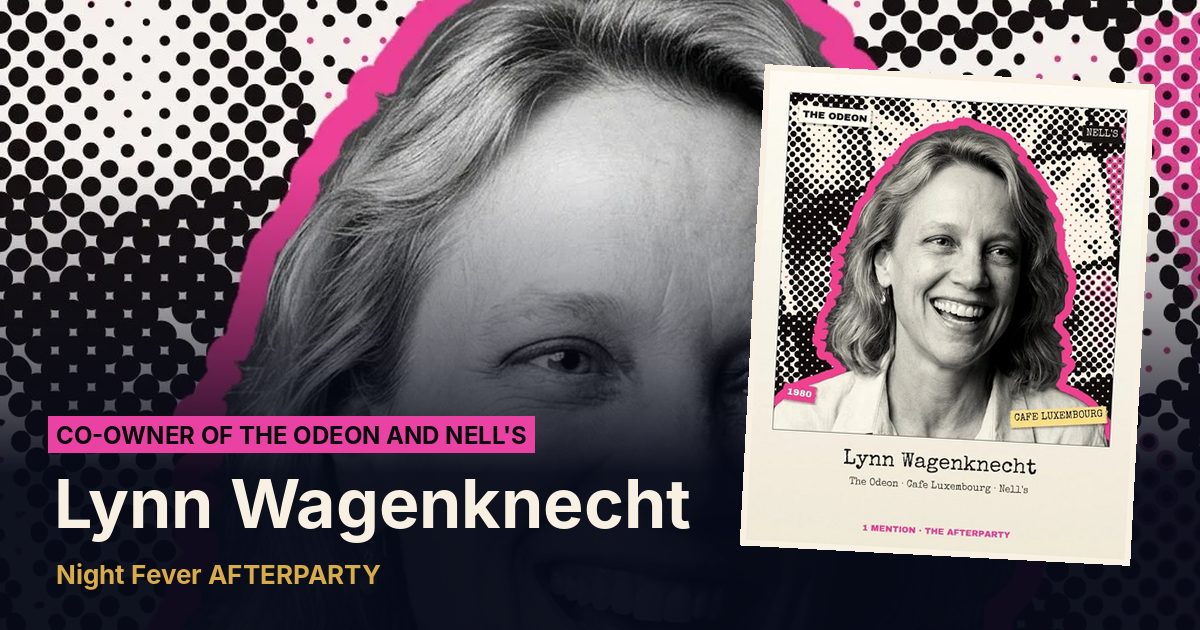 CO-OWNER OF THE ODEON AND NELL'S
Lynn Wagenknecht
Night Fever AFTERPARTY
THE ODEON
NELL'S
1980
CAFE LUXEMBOURG
Lynn Wagenknecht
The Odeon · Cafe Luxembourg · Nell's
1 MENTION · THE AFTERPARTY